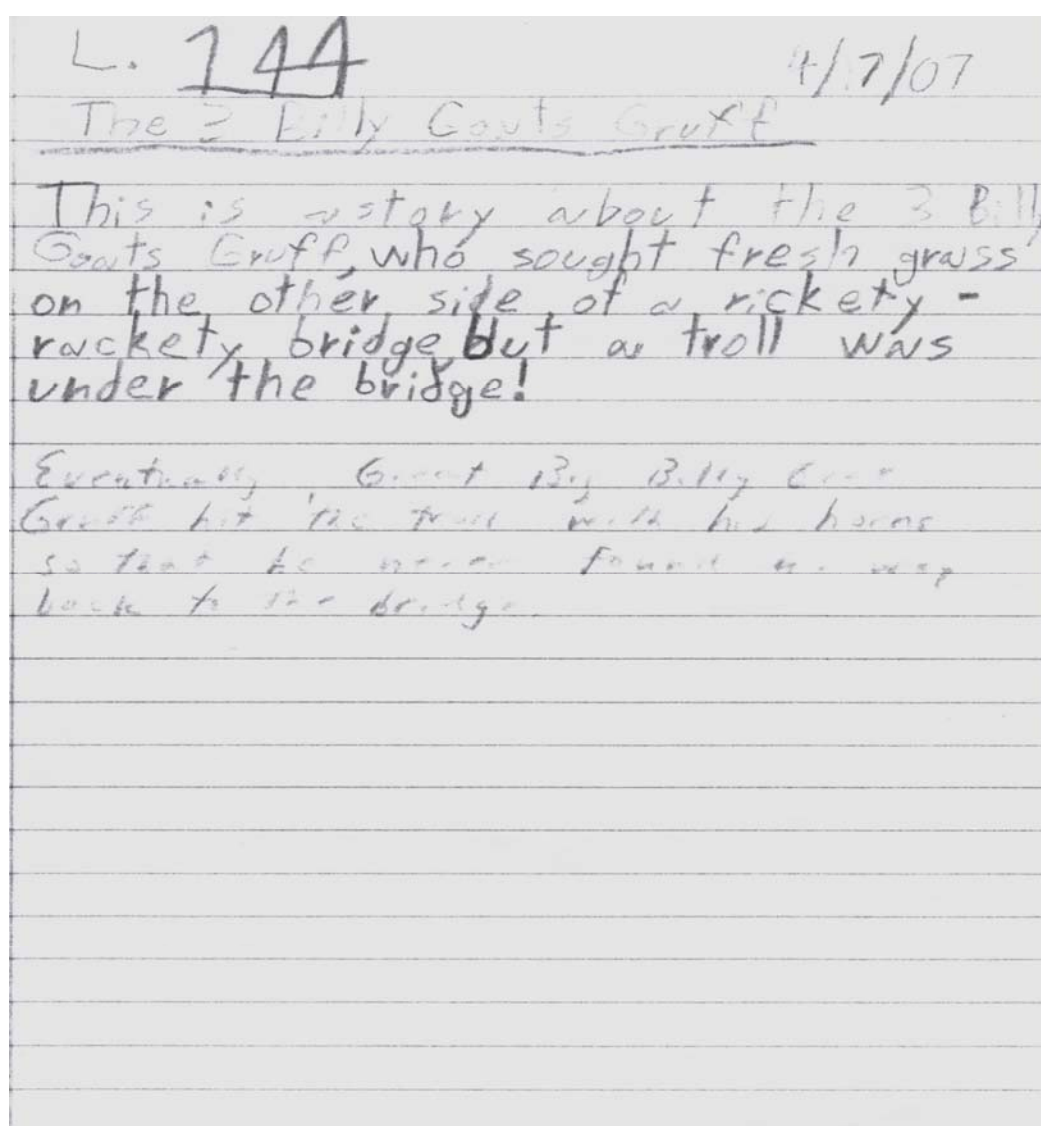 L. 144 4/17/07
The 3 Billy Goats Gruff
This is a story about the 3 Billy
Goats Gruff, who sought fresh grass
on the other side of a rickety-
rackety bridge, but a troll was
under the bridge!
Eventually Great Big Billy Goat
Gruff hit the troll with his horns
so that he never found his way
back to the bridge.